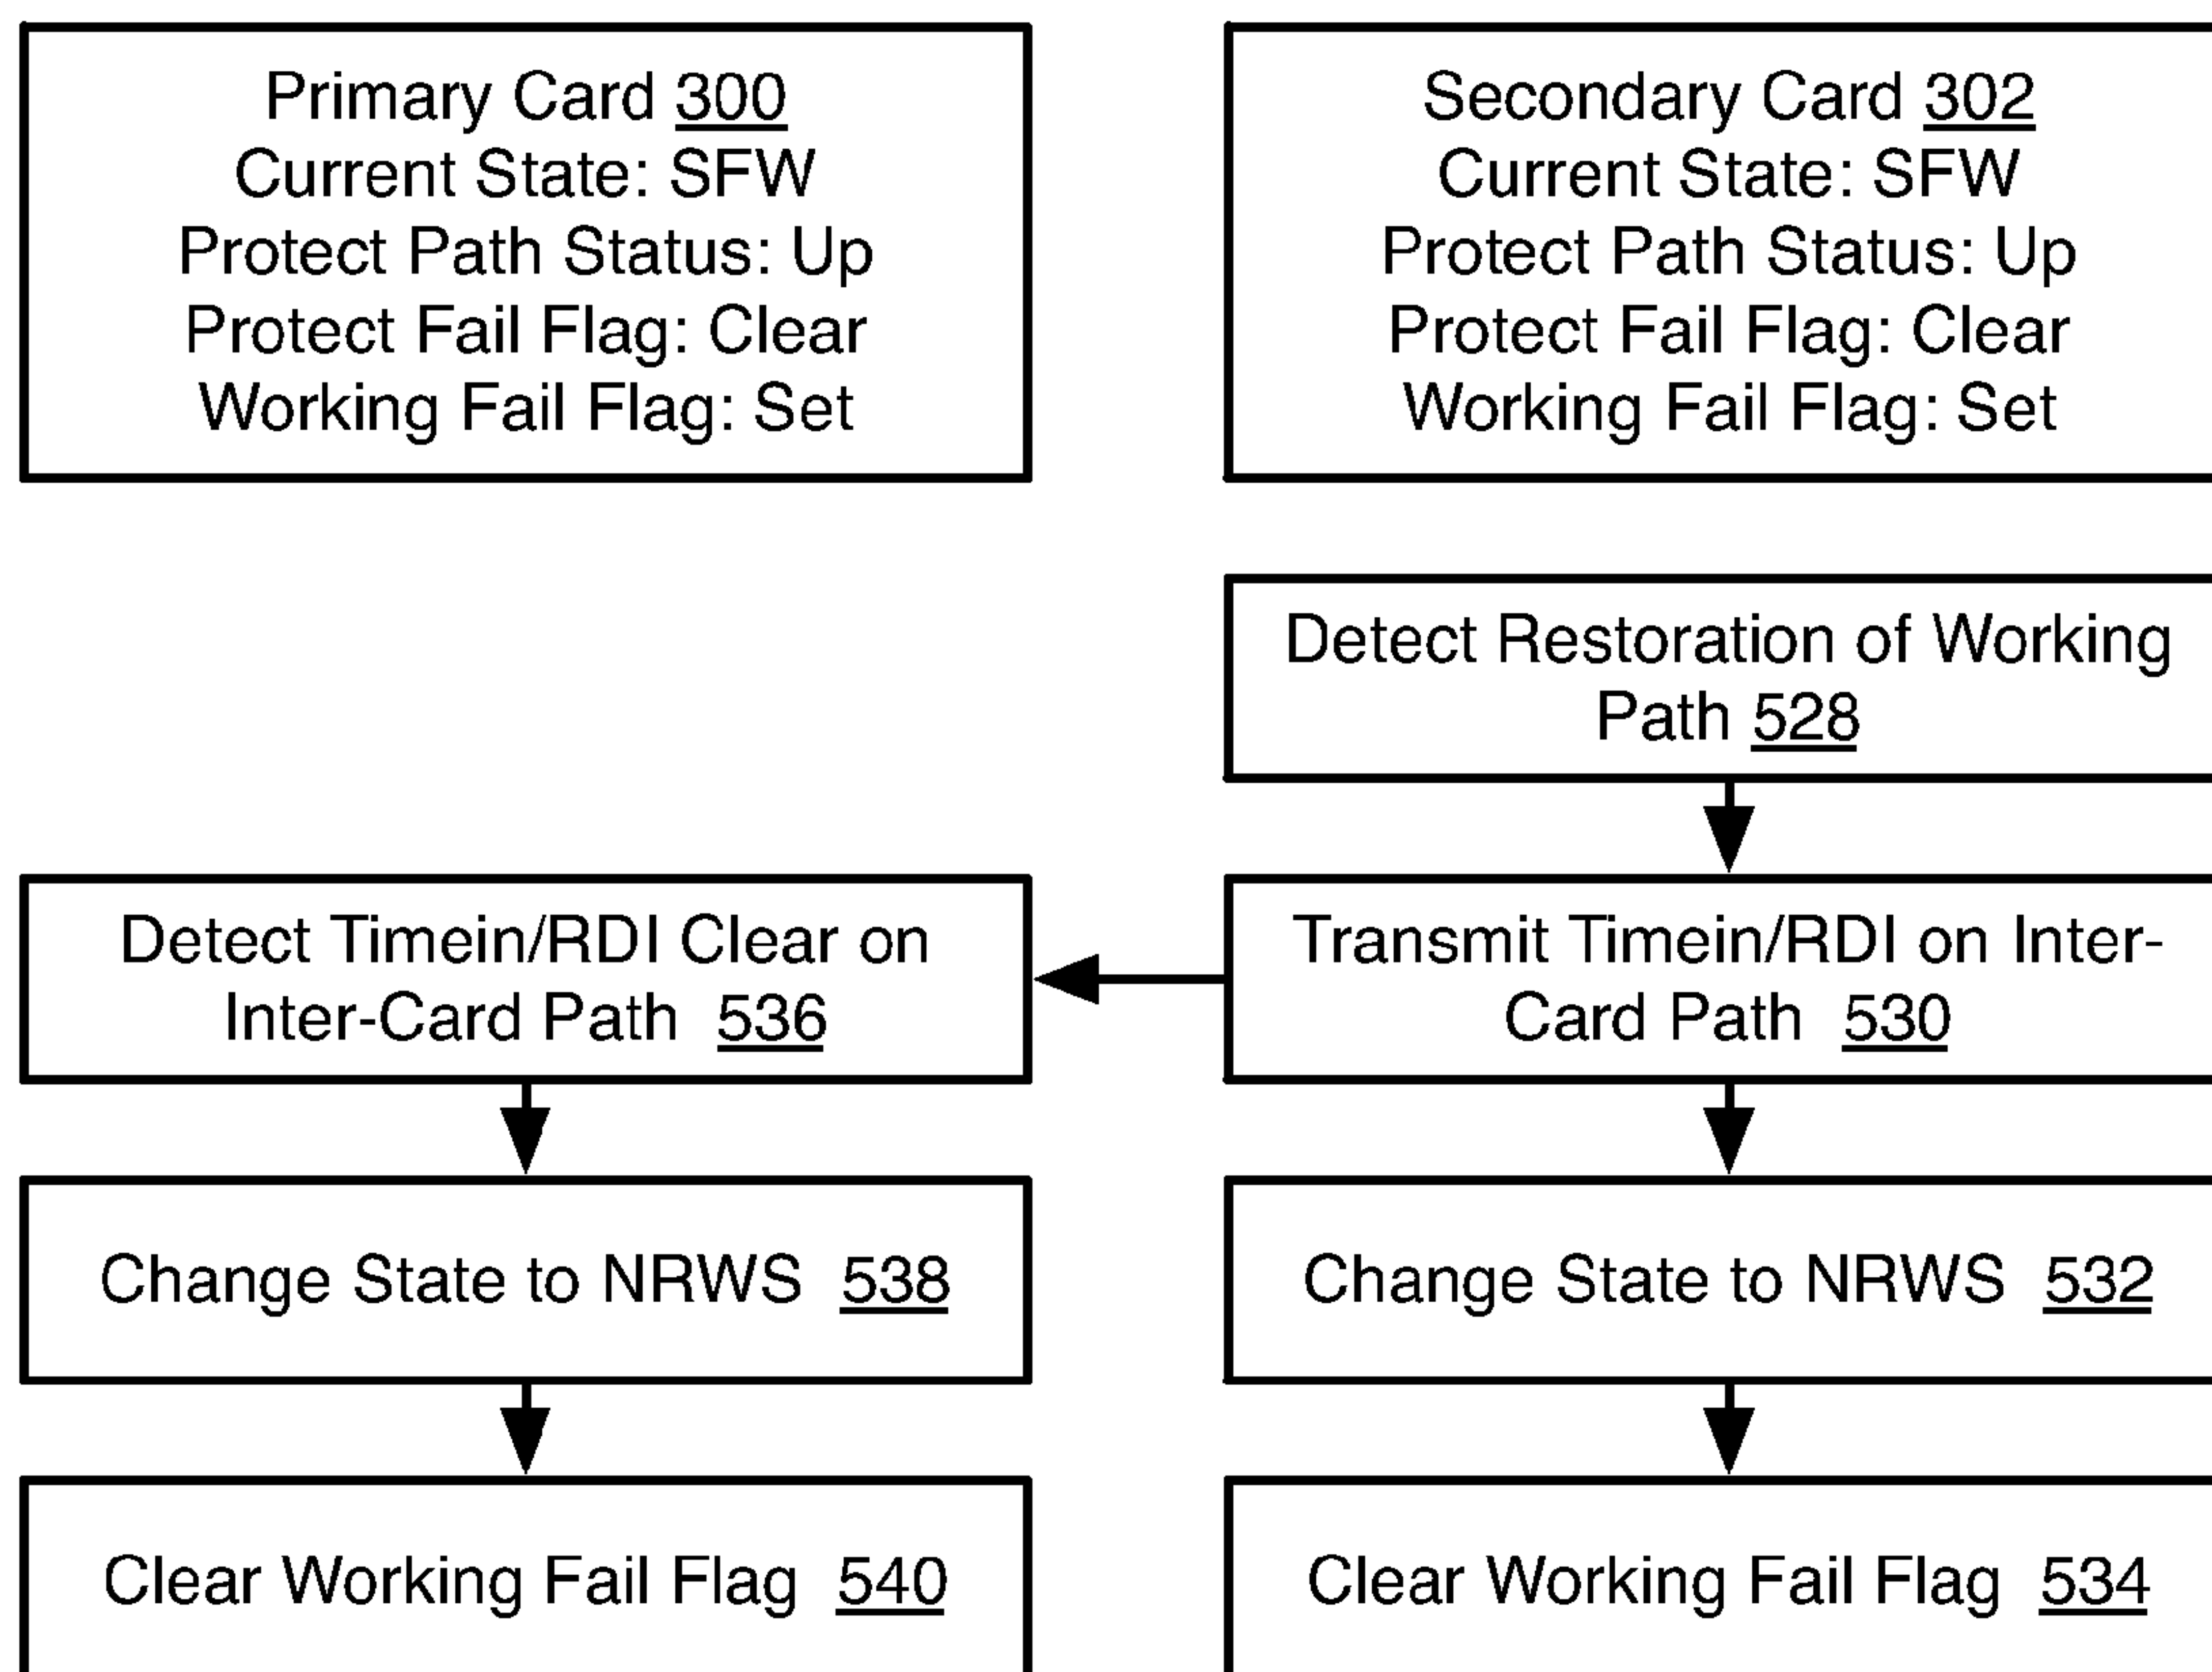 Primary Card 300
Current State: SFW
Protect Path Status: Up
Protect Fail Flag: Clear
Working Fail Flag: Set
Secondary Card 302
Current State: SFW
Protect Path Status: Up
Protect Fail Flag: Clear
Working Fail Flag: Set
Detect Restoration of Working
Path 528
Detect Timein/RDI Clear on
Inter-Card Path 536
Transmit Timein/RDI on Inter-
Card Path 530
Change State to NRWS 538
Change State to NRWS 532
Clear Working Fail Flag 540
Clear Working Fail Flag 534